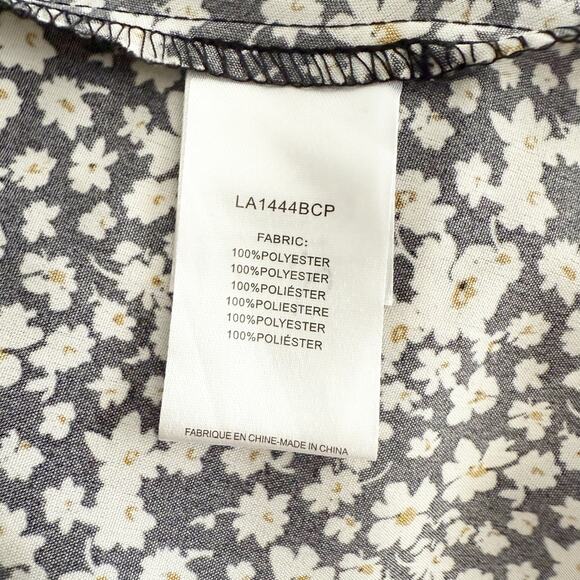 LA1444BCP
FABRIC:
100%POLYESTER
100%POLYESTER
100%POLIÉSTER
100%POLIESTERE
100%POLYESTER
100%POLIÉSTER
FABRIQUE EN CHINE-MADE IN CHINA